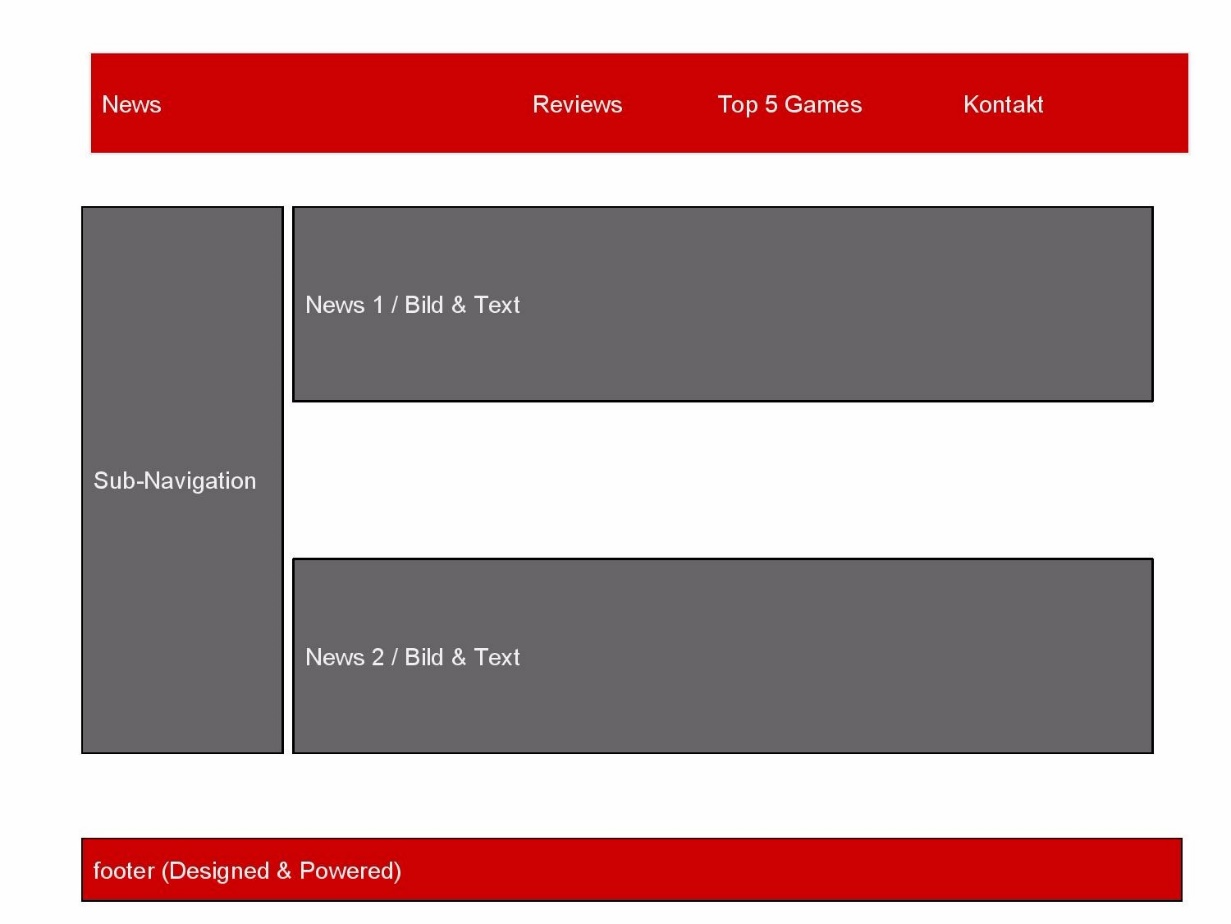 News Reviews Top 5 Games Kontakt
News 1 / Bild & Text
Sub-Navigation
News 2 / Bild & Text
footer (Designed & Powered)